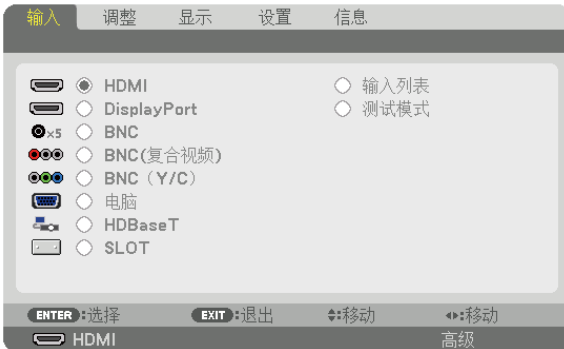 输入 调整 显示 设置 信息
HDMI 输入列表
DisplayPort 测试模式
×5 BNC
BNC(复合视频)
BNC（Y/C）
电脑
HDBaseT
SLOT
ENTER:选择 EXIT:退出 :移动 :移动
HDMI 高级